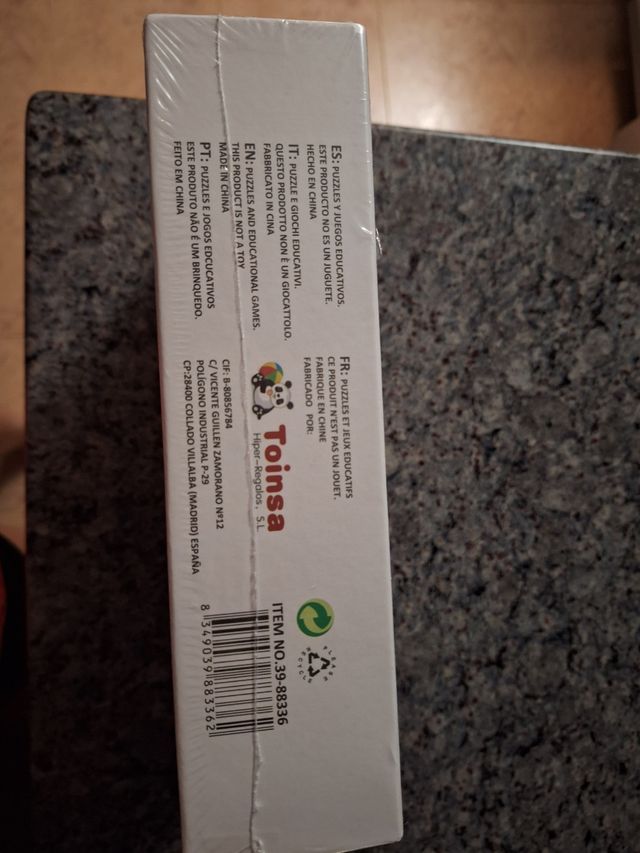 ES: PUZZLES Y JUEGOS EDUCATIVOS.
ESTE PRODUCTO NO ES UN JUGUETE.
HECHO EN CHINA
IT: PUZZLE E GIOCHI EDUCATIVI.
QUESTO PRODOTTO NON È UN GIOCATTOLO.
FABBRICATO IN CINA
EN: PUZZLES AND EDUCATIONAL GAMES.
THIS PRODUCT IS NOT A TOY
MADE IN CHINA
PT: PUZZLES E JOGOS EDCUCATIVOS
ESTE PRODUTO NÃO É UM BRINQUEDO.
FEITO EM CHINA
FR: PUZZLES ET JEUX EDUCATIFS
CE PRODUIT N'EST PAS UN JOUET.
FABRIQUE EN CHINE
FABRICADO POR:
Toinsa
Hiper-Regalos, S.L
CIF: B-80856784
C/ VICENTE GUILLEN ZAMORANO Nº12
POLÍGONO INDUSTRIAL P-29
CP:28400 COLLADO VILLALBA (MADRID) ESPAÑA
PLEASE
RECYCLE
ITEM NO.39-88336
8 349039 883362